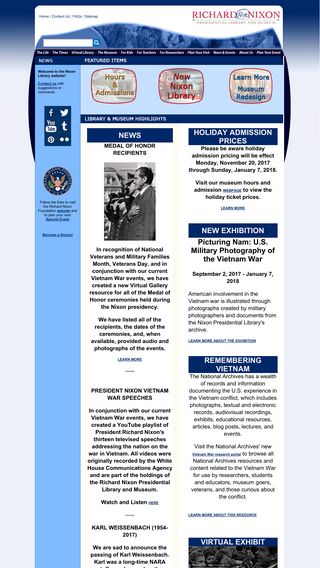 Home | Contact Us | FAQs | Sitemap
RICHARD NIXON
PRESIDENTIAL LIBRARY AND MUSEUM
The Life The Times Virtual Library The Museum For Kids For Teachers For Researchers Plan Your Visit News & Events About Us Plan Your Event
NEWS
FEATURED ITEMS
Welcome to the Nixon
Library website!
Contact us with
suggestions or
comments.
Hours
&
Admissions
New
Nixon
Library
Learn More
Museum
Redesign
LIBRARY & MUSEUM HIGHLIGHTS
You
Tube
Follow the links to visit
the Richard Nixon
Foundation website and
to plan your next
Special Event
Become a Docent
NEWS
MEDAL OF HONOR
RECIPIENTS
In recognition of National
Veterans and Military Families
Month, Veterans Day, and in
conjunction with our current
Vietnam War events, we have
created a new Virtual Gallery
resource for all of the Medal of
Honor ceremonies held during
the Nixon presidency.
We have listed all of the
recipients, the dates of the
ceremonies, and, when
available, provided audio and
photographs of the events.
LEARN MORE
-----
PRESIDENT NIXON VIETNAM
WAR SPEECHES
In conjunction with our current
Vietnam War events, we have
created a YouTube playlist of
President Richard Nixon's
thirteen televised speeches
addressing the nation on the
war in Vietnam. All videos were
originally recorded by the White
House Communications Agency
and are part of the holdings of
the Richard Nixon Presidential
Library and Museum.
Watch and Listen HERE
-----
KARL WEISSENBACH (1954-
2017)
We are sad to announce the
passing of Karl Weissenbach.
Karl was a long-time NARA
HOLIDAY ADMISSION
PRICES
Please be aware holiday
admission pricing will be effect
Monday, November 20, 2017
through Sunday, January 7, 2018.
Visit our museum hours and
admission WEBPAGE to view the
holiday ticket prices.
LEARN MORE
NEW EXHIBITION
Picturing Nam: U.S.
Military Photography of
the Vietnam War
September 2, 2017 - January 7,
2018
American involvement in the
Vietnam war is illustrated through
photographs created by military
photographers and documents from
the Nixon Presidential Library's
archive.
LEARN MORE ABOUT THE EXHIBITION
REMEMBERING
VIETNAM
The National Archives has a wealth
of records and information
documenting the U.S. experience in
the Vietnam conflict, which includes
photographs, textual and electronic
records, audiovisual recordings,
exhibits, educational resources,
articles, blog posts, lectures, and
events.
Visit the National Archives' new
Vietnam War research portal to browse all
National Archives resources and
content related to the Vietnam War
for use by researchers, students
and educators, museum goers,
veterans, and those curious about
the conflict.
LEARN MORE ABOUT THIS RESOURCE
VIRTUAL EXHIBIT